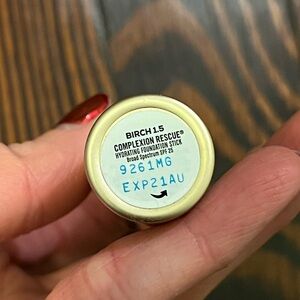 BIRCH 1.5
COMPLEXION RESCUE®
HYDRATING FOUNDATION STICK
Broad Spectrum SPF 25
9261MG
EXP21AU